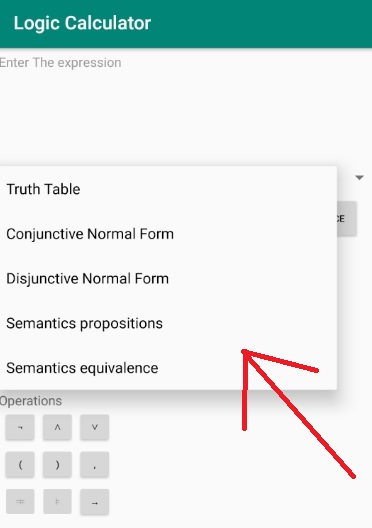 Logic Calculator
Enter The expression
Truth Table
Conjunctive Normal Form
CE
Disjunctive Normal Form
Semantics propositions
Semantics equivalence
Operations
¬ ∧ ∨
( ) ,
→